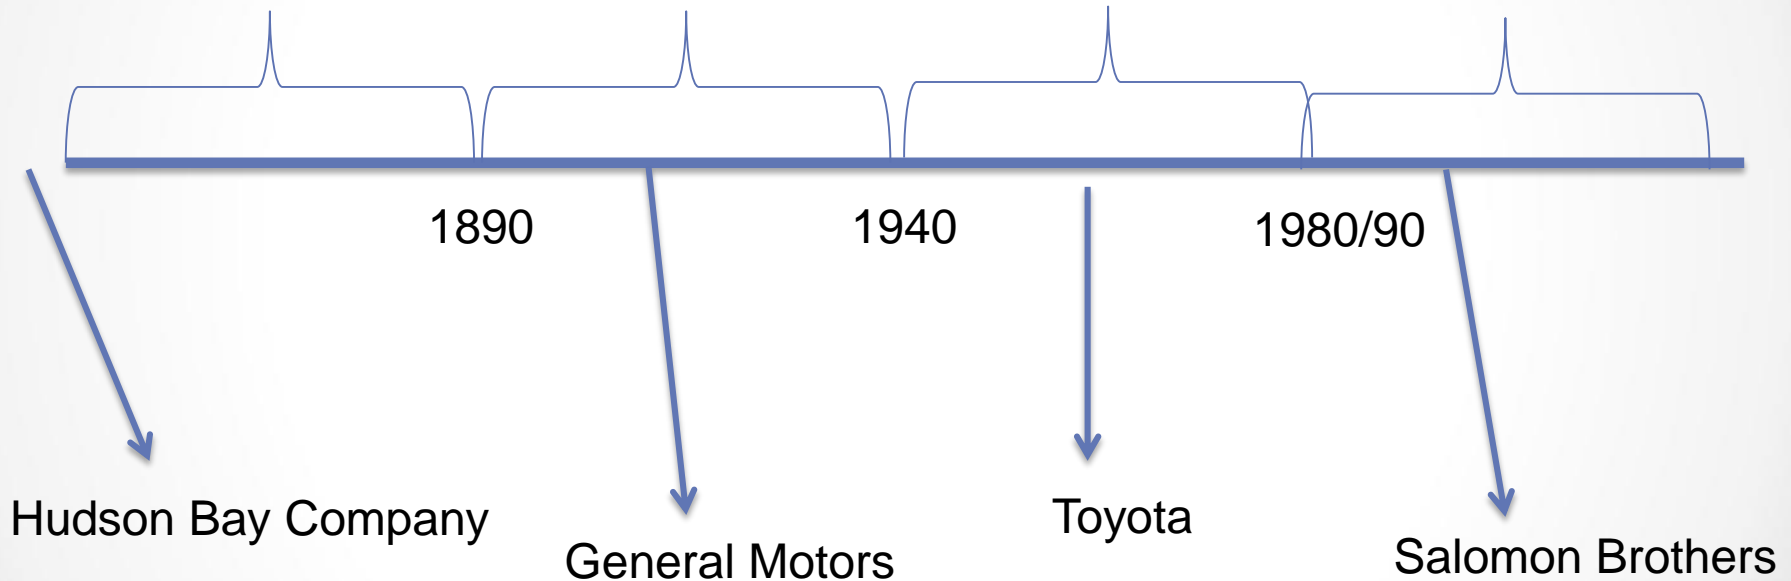 1890
1940
1980/90
Hudson Bay Company
General Motors
Toyota
Salomon Brothers